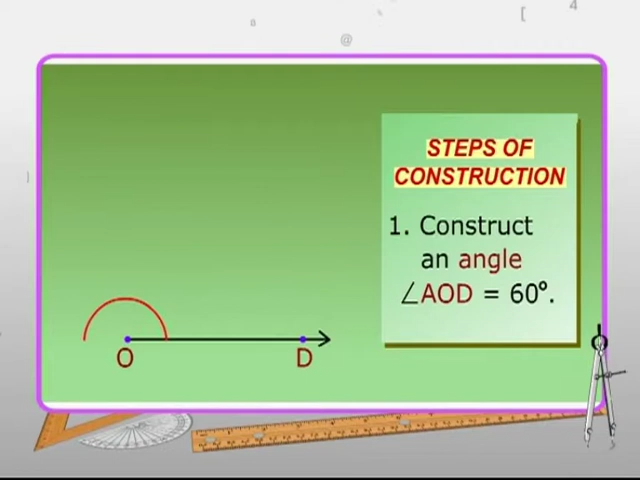 STEPS OF
CONSTRUCTION
1. Construct
an angle
∠AOD = 60°.
O
D